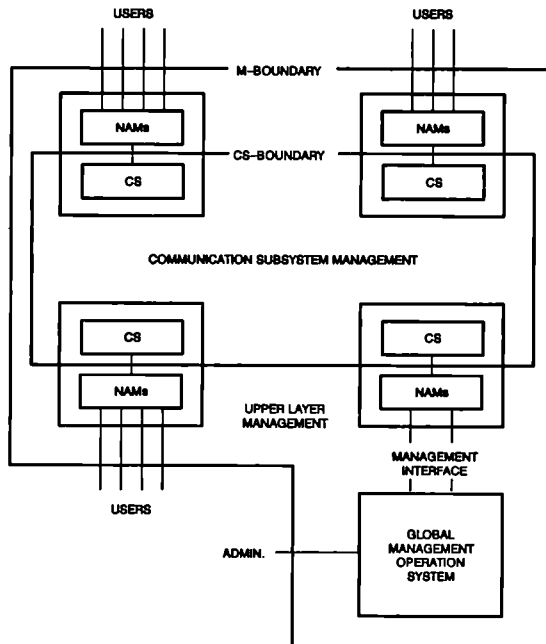 USERS
USERS
M-BOUNDARY
NAMs
NAMs
CS-BOUNDARY
CS
CS
COMMUNICATION SUBSYSTEM MANAGEMENT
CS
CS
NAMs
NAMs
UPPER LAYER
MANAGEMENT
MANAGEMENT
INTERFACE
USERS
ADMIN.
GLOBAL
MANAGEMENT
OPERATION
SYSTEM